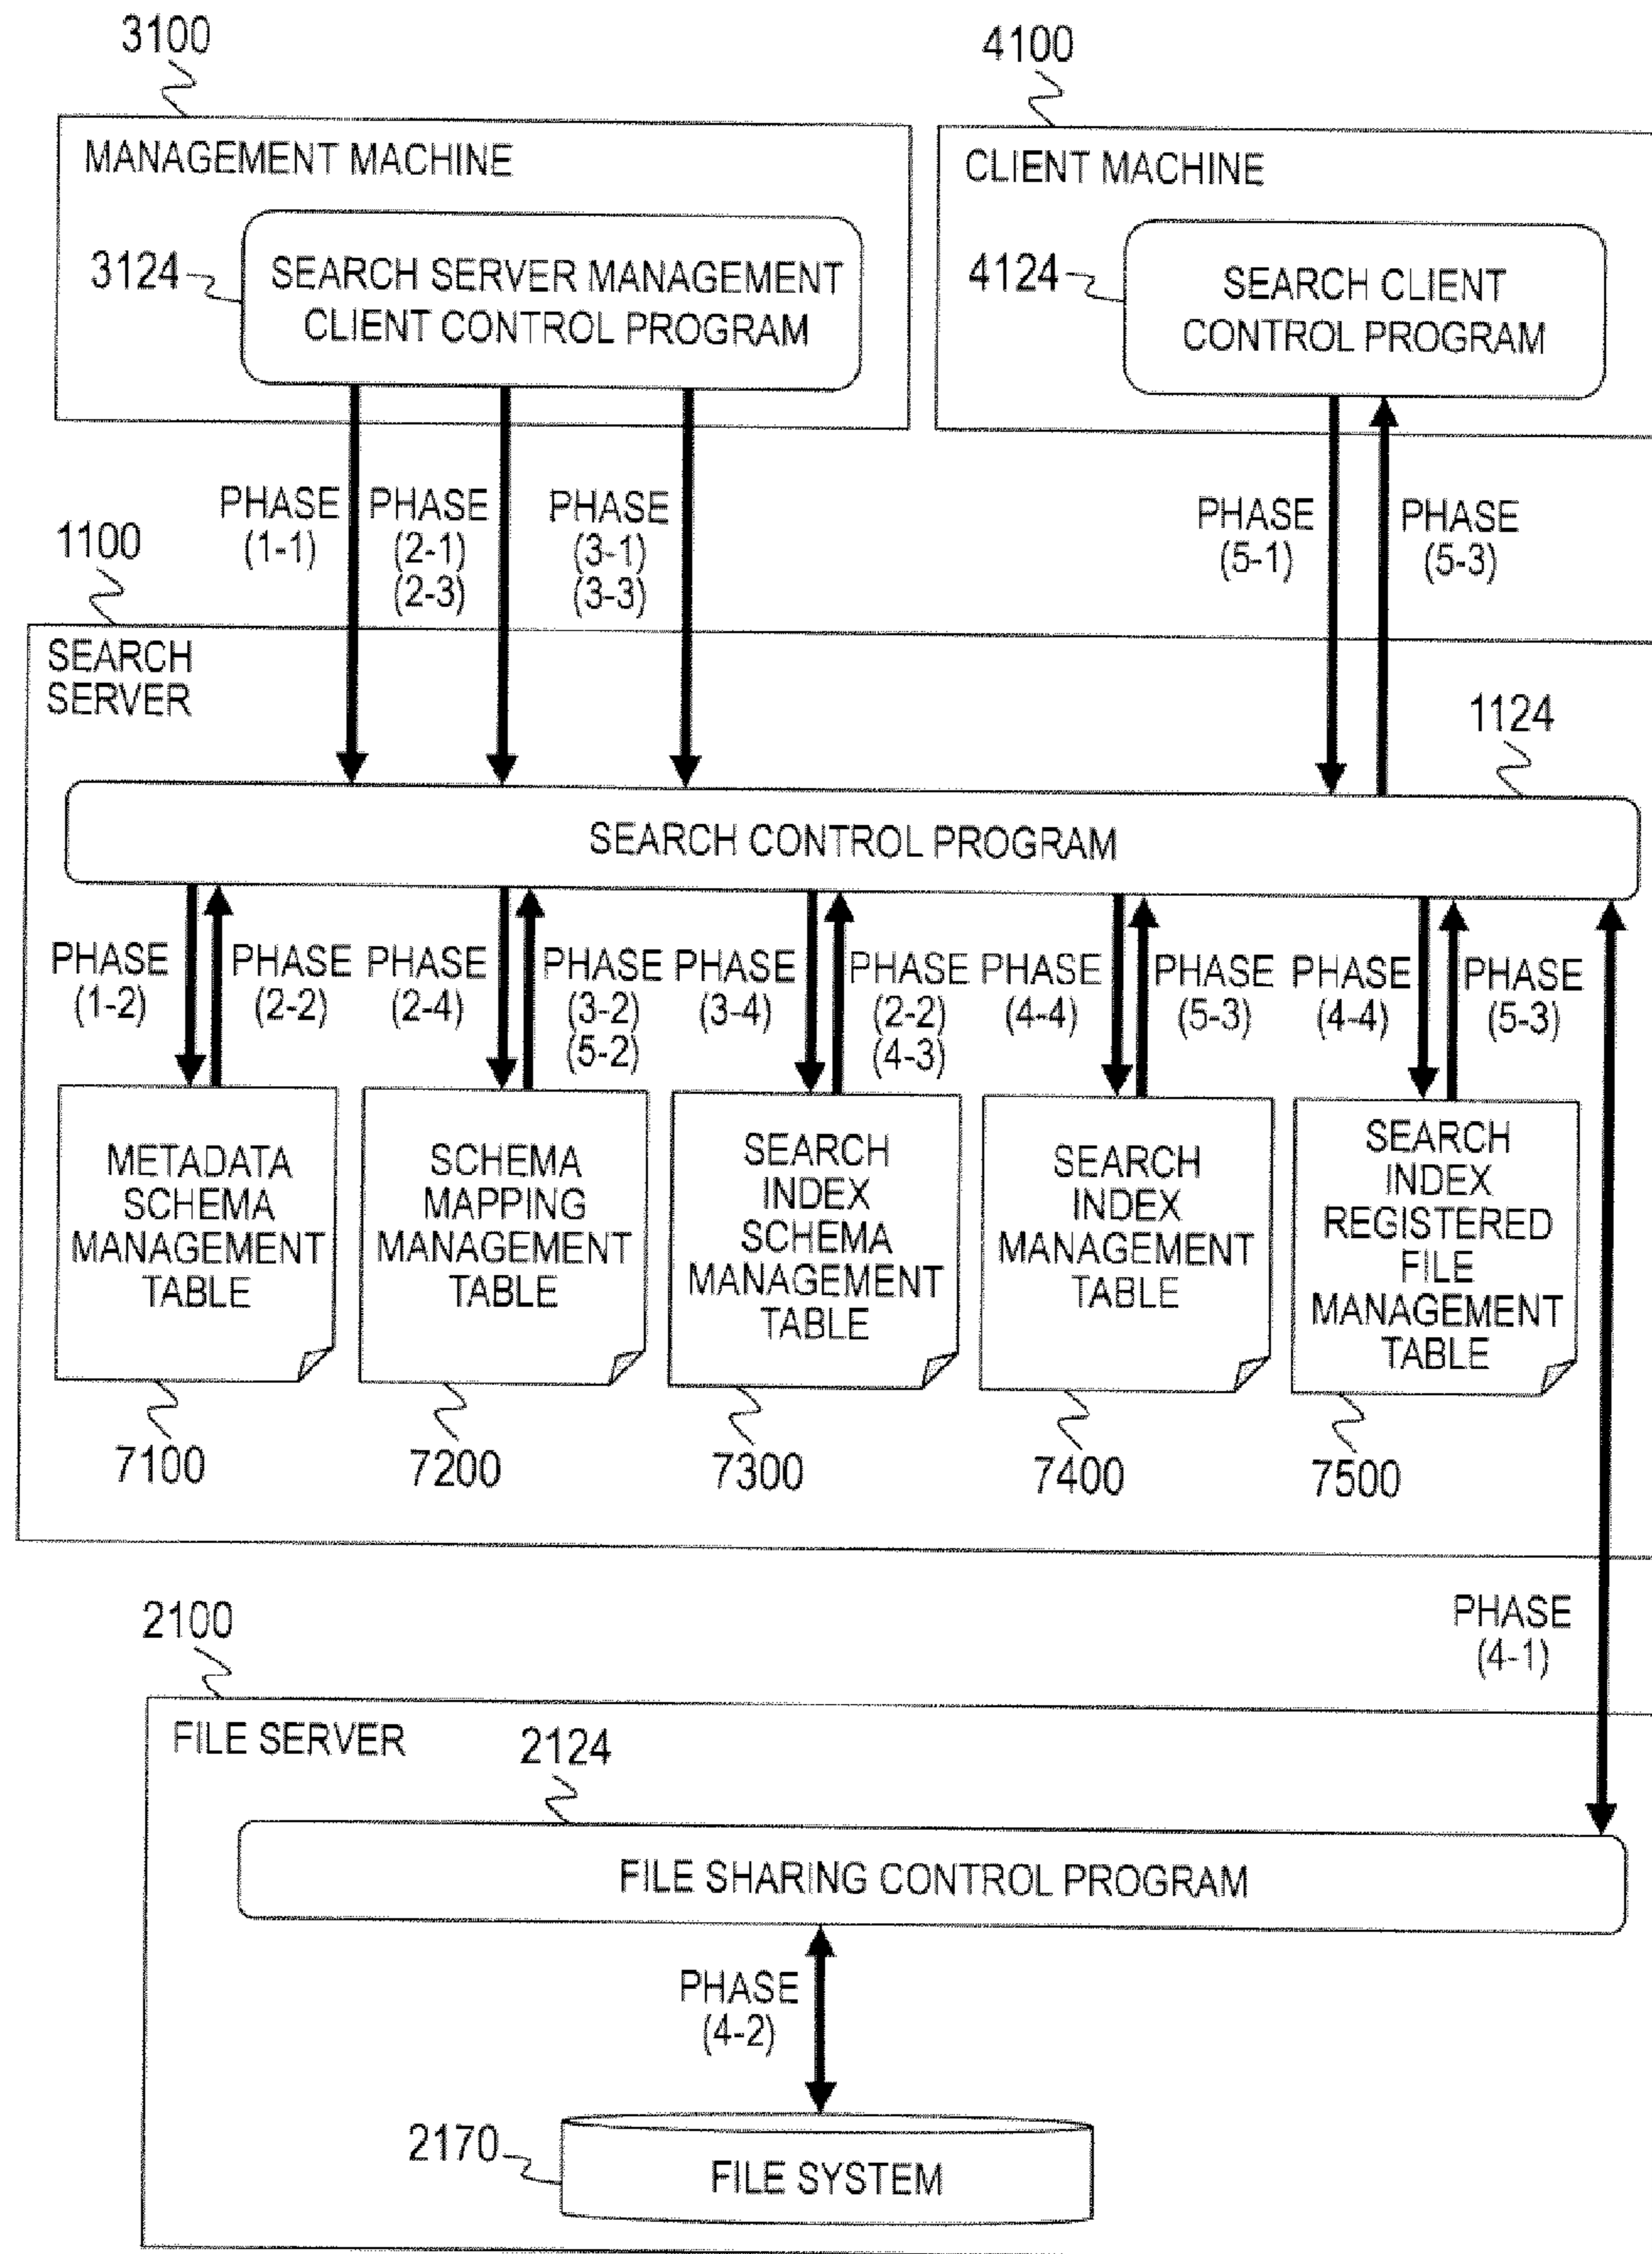 3100
4100
MANAGEMENT MACHINE
CLIENT MACHINE
3124
SEARCH SERVER MANAGEMENT
CLIENT CONTROL PROGRAM
4124
SEARCH CLIENT
CONTROL PROGRAM
PHASE
(1-1)
PHASE
(2-1)
(2-3)
PHASE
(3-1)
(3-3)
PHASE
(5-1)
PHASE
(5-3)
1100
SEARCH
SERVER
1124
SEARCH CONTROL PROGRAM
PHASE
(1-2)
PHASE
(2-2)
PHASE
(2-4)
PHASE
(3-2)
(5-2)
PHASE
(3-4)
PHASE
(2-2)
(4-3)
PHASE
(4-4)
PHASE
(5-3)
PHASE
(4-4)
PHASE
(5-3)
METADATA
SCHEMA
MANAGEMENT
TABLE
SCHEMA
MAPPING
MANAGEMENT
TABLE
SEARCH
INDEX
SCHEMA
MANAGEMENT
TABLE
SEARCH
INDEX
MANAGEMENT
TABLE
SEARCH
INDEX
REGISTERED
FILE
MANAGEMENT
TABLE
7100
7200
7300
7400
7500
PHASE
(4-1)
2100
FILE SERVER
2124
FILE SHARING CONTROL PROGRAM
PHASE
(4-2)
2170
FILE SYSTEM